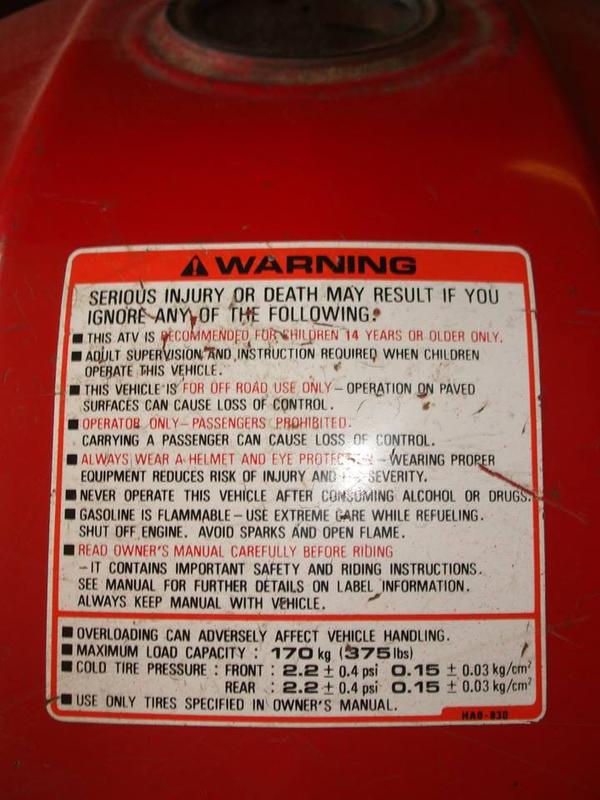 WARNING
SERIOUS INJURY OR DEATH MAY RESULT IF YOU
IGNORE ANY OF THE FOLLOWING:
■ THIS ATV IS RECOMMENDED FOR CHILDREN 14 YEARS OR OLDER ONLY.
■ ADULT SUPERVISION AND INSTRUCTION REQUIRED WHEN CHILDREN
OPERATE THIS VEHICLE.
■ THIS VEHICLE IS FOR OFF ROAD USE ONLY – OPERATION ON PAVED
SURFACES CAN CAUSE LOSS OF CONTROL.
■ OPERATOR ONLY – PASSENGERS PROHIBITED.
CARRYING A PASSENGER CAN CAUSE LOSS OF CONTROL.
■ ALWAYS WEAR A HELMET AND EYE PROTECTION – WEARING PROPER
EQUIPMENT REDUCES RISK OF INJURY AND SEVERITY.
■ NEVER OPERATE THIS VEHICLE AFTER CONSUMING ALCOHOL OR DRUGS.
■ GASOLINE IS FLAMMABLE – USE EXTREME CARE WHILE REFUELING.
SHUT OFF ENGINE. AVOID SPARKS AND OPEN FLAME.
■ READ OWNER'S MANUAL CAREFULLY BEFORE RIDING
– IT CONTAINS IMPORTANT SAFETY AND RIDING INSTRUCTIONS.
SEE MANUAL FOR FURTHER DETAILS ON LABEL INFORMATION.
ALWAYS KEEP MANUAL WITH VEHICLE.
■ OVERLOADING CAN ADVERSELY AFFECT VEHICLE HANDLING.
■ MAXIMUM LOAD CAPACITY : 170 kg (375 lbs)
■ COLD TIRE PRESSURE : FRONT : 2.2 ± 0.4 psi 0.15 ± 0.03 kg/cm²
REAR : 2.2 ± 0.4 psi 0.15 ± 0.03 kg/cm²
■ USE ONLY TIRES SPECIFIED IN OWNER'S MANUAL.